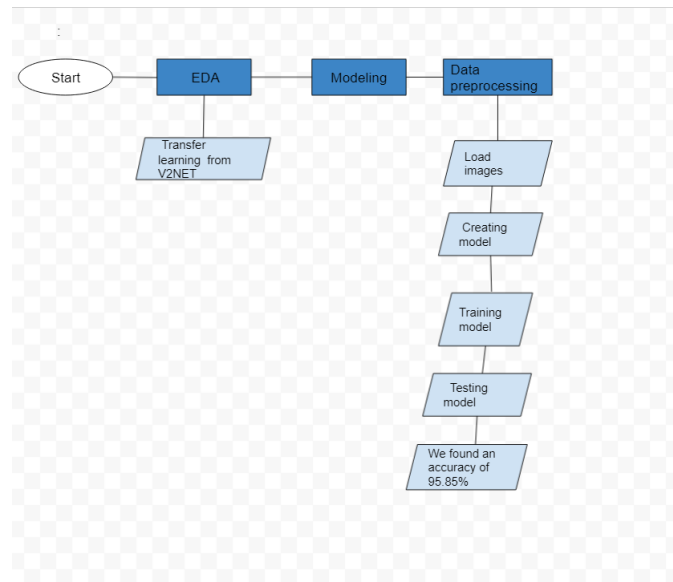 :
Start
EDA
Modeling
Data
preprocessing
Transfer
learning from
V2NET
Load
images
Creating
model
Training
model
Testing
model
We found an
accuracy of
95.85%